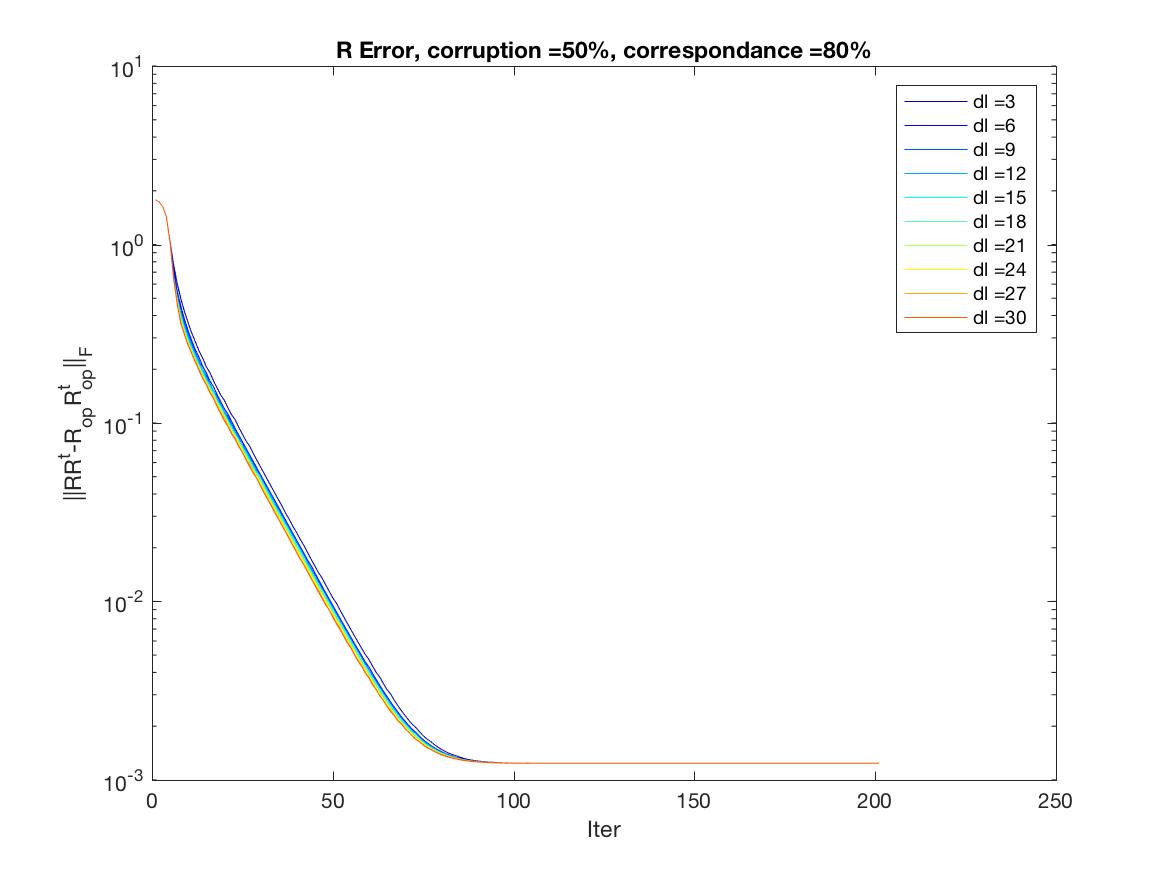 R Error, corruption =50%, correspondance =80%
10^1
10^0
10^-1
10^-2
10^-3
||RR^t-R_op R^t_op||_F
0 50 100 150 200 250
Iter
dl =3
dl =6
dl =9
dl =12
dl =15
dl =18
dl =21
dl =24
dl =27
dl =30